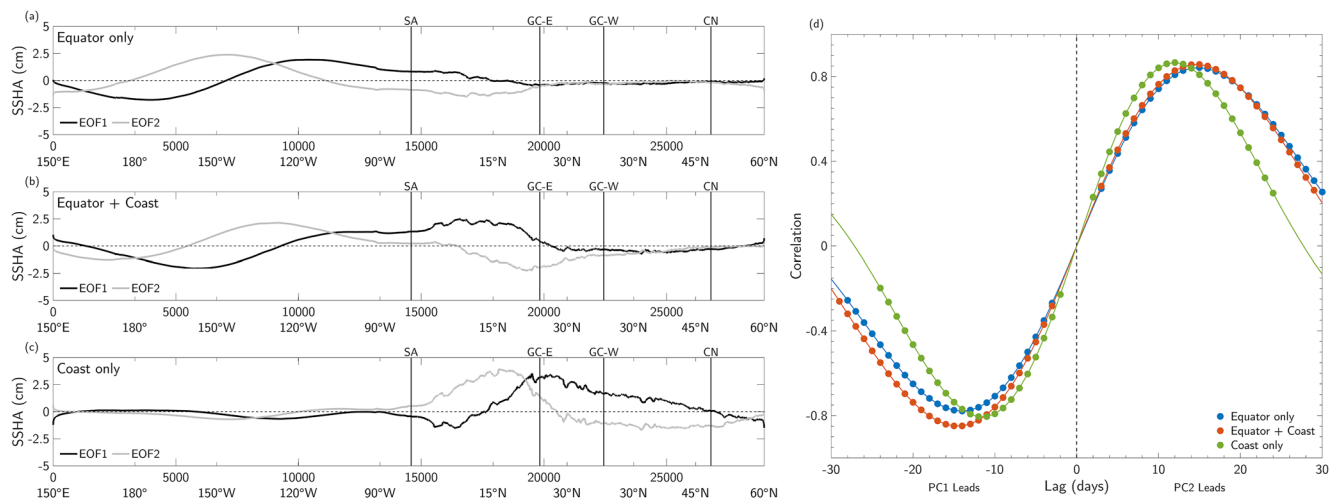 (a)
SA GC-E GC-W CN
Equator only
5
2.5
0
-2.5
-5
SSHA (cm)
EOF1 EOF2
0 5000 10000 15000 20000 25000
150°E 180° 150°W 120°W 90°W 15°N 30°N 30°N 45°N 60°N
(b)
SA GC-E GC-W CN
Equator + Coast
5
2.5
0
-2.5
-5
SSHA (cm)
EOF1 EOF2
0 5000 10000 15000 20000 25000
150°E 180° 150°W 120°W 90°W 15°N 30°N 30°N 45°N 60°N
(c)
SA GC-E GC-W CN
Coast only
5
2.5
0
-2.5
-5
SSHA (cm)
EOF1 EOF2
0 5000 10000 15000 20000 25000
150°E 180° 150°W 120°W 90°W 15°N 30°N 30°N 45°N 60°N
(d)
0.8
0.4
0
-0.4
-0.8
Correlation
Equator only
Equator + Coast
Coast only
-30 -20 -10 0 10 20 30
PC1 Leads Lag (days) PC2 Leads